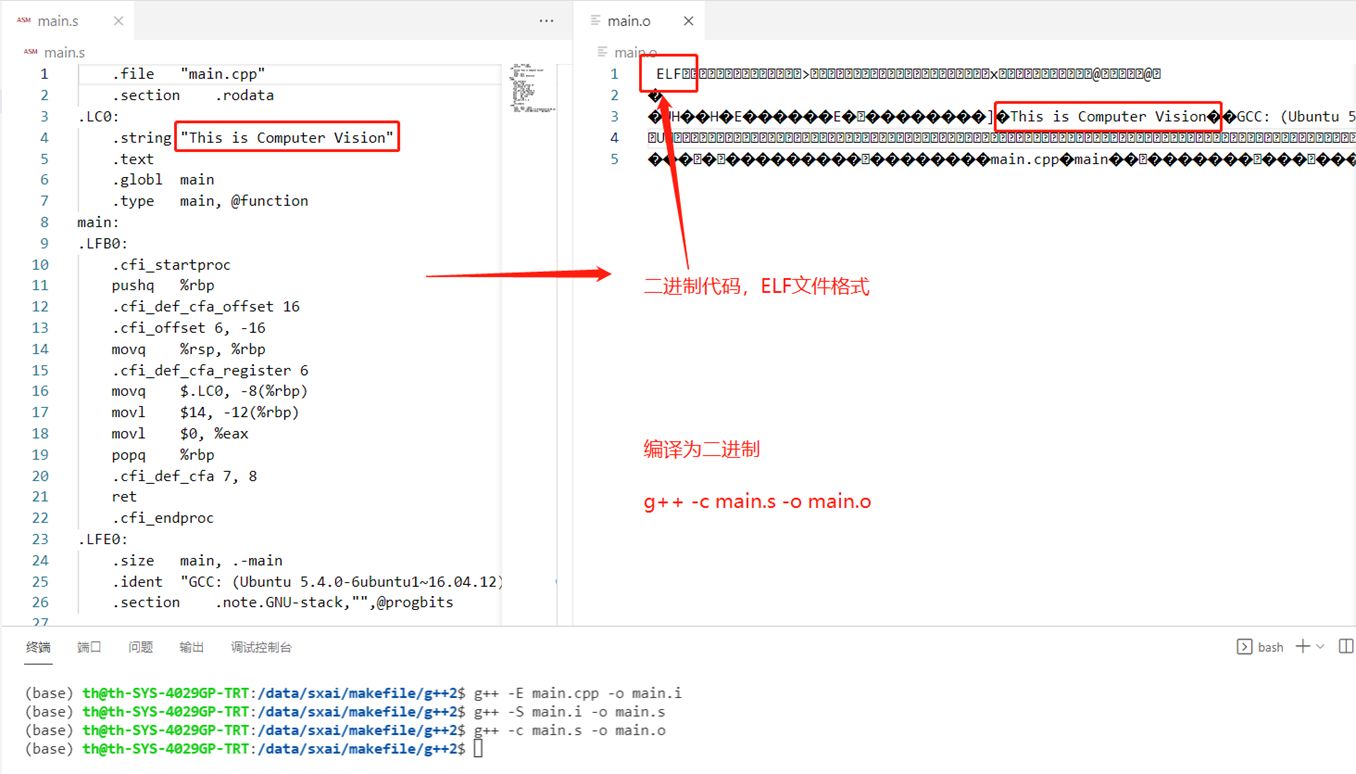 ASM main.s
main.o
ASM main.s
main.o
1 .file "main.cpp"
2 .section .rodata
3 .LC0:
4 .string "This is Computer Vision"
5 .text
6 .globl main
7 .type main, @function
8 main:
9 .LFB0:
10 .cfi_startproc
11 pushq %rbp
12 .cfi_def_cfa_offset 16
13 .cfi_offset 6, -16
14 movq %rsp, %rbp
15 .cfi_def_cfa_register 6
16 movq $.LC0, -8(%rbp)
17 movl $14, -12(%rbp)
18 movl $0, %eax
19 popq %rbp
20 .cfi_def_cfa 7, 8
21 ret
22 .cfi_endproc
23 .LFE0:
24 .size main, .-main
25 .ident "GCC: (Ubuntu 5.4.0-6ubuntu1~16.04.12)
26 .section .note.GNU-stack,"",@progbits
27
1 ELF > x @ @
2
3 H H E E ] This is Computer Vision GCC: (Ubuntu 5
4
5 main.cpp main
二进制代码，ELF文件格式
编译为二进制
g++ -c main.s -o main.o
终端 端口 问题 输出 调试控制台
bash
(base) th@th-SYS-4029GP-TRT:/data/sxai/makefile/g++2$ g++ -E main.cpp -o main.i
(base) th@th-SYS-4029GP-TRT:/data/sxai/makefile/g++2$ g++ -S main.i -o main.s
(base) th@th-SYS-4029GP-TRT:/data/sxai/makefile/g++2$ g++ -c main.s -o main.o
(base) th@th-SYS-4029GP-TRT:/data/sxai/makefile/g++2$